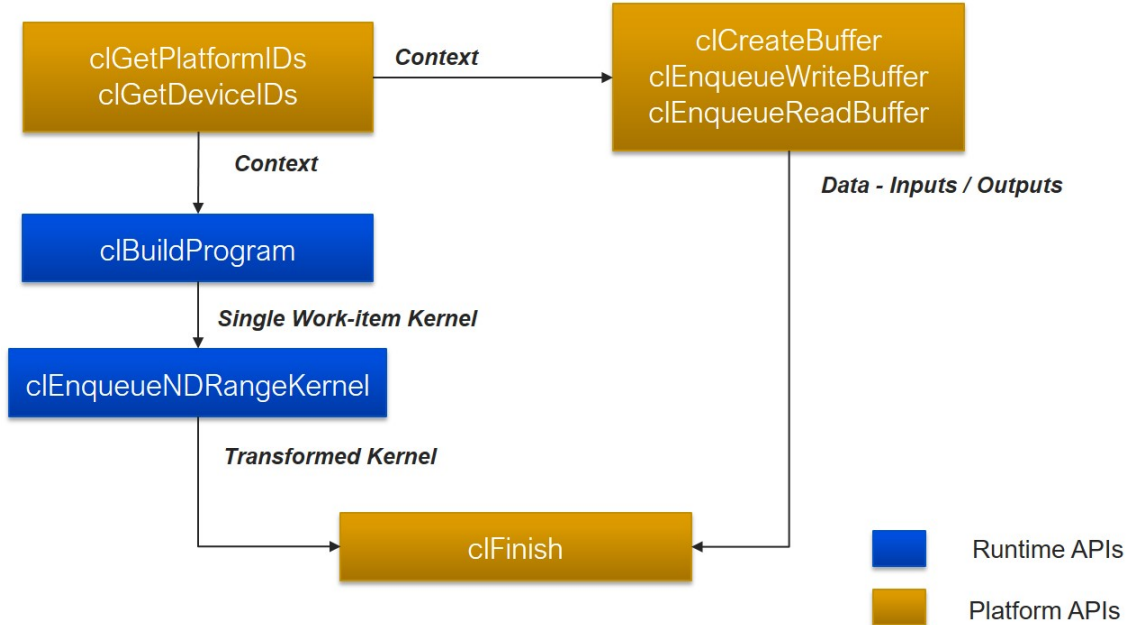 clGetPlatformIDs
clGetDeviceIDs
Context
clCreateBuffer
clEnqueueWriteBuffer
clEnqueueReadBuffer
Context
Data - Inputs / Outputs
clBuildProgram
Single Work-item Kernel
clEnqueueNDRangeKernel
Transformed Kernel
clFinish
Runtime APIs
Platform APIs